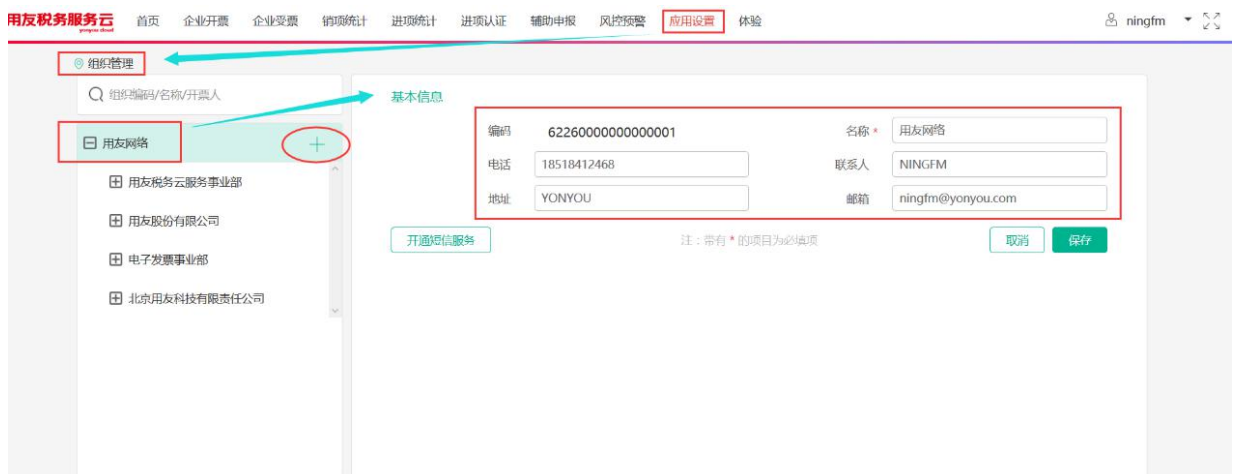 用友税务服务云 首页 企业开票 企业受票 销项统计 进项统计 进项认证 辅助申报 风控预警 应用设置 体验 ningfm
yonyou cloud
组织管理
组织编码/名称/开票人
基本信息
用友网络
编码 62260000000000001 名称 * 用友网络
电话 18518412468 联系人 NINGFM
用友税务云服务事业部
地址 YONYOU 邮箱 ningfm@yonyou.com
用友股份有限公司
开通短信服务 注：带有 * 的项目为必填项 取消 保存
电子发票事业部
北京用友科技有限责任公司